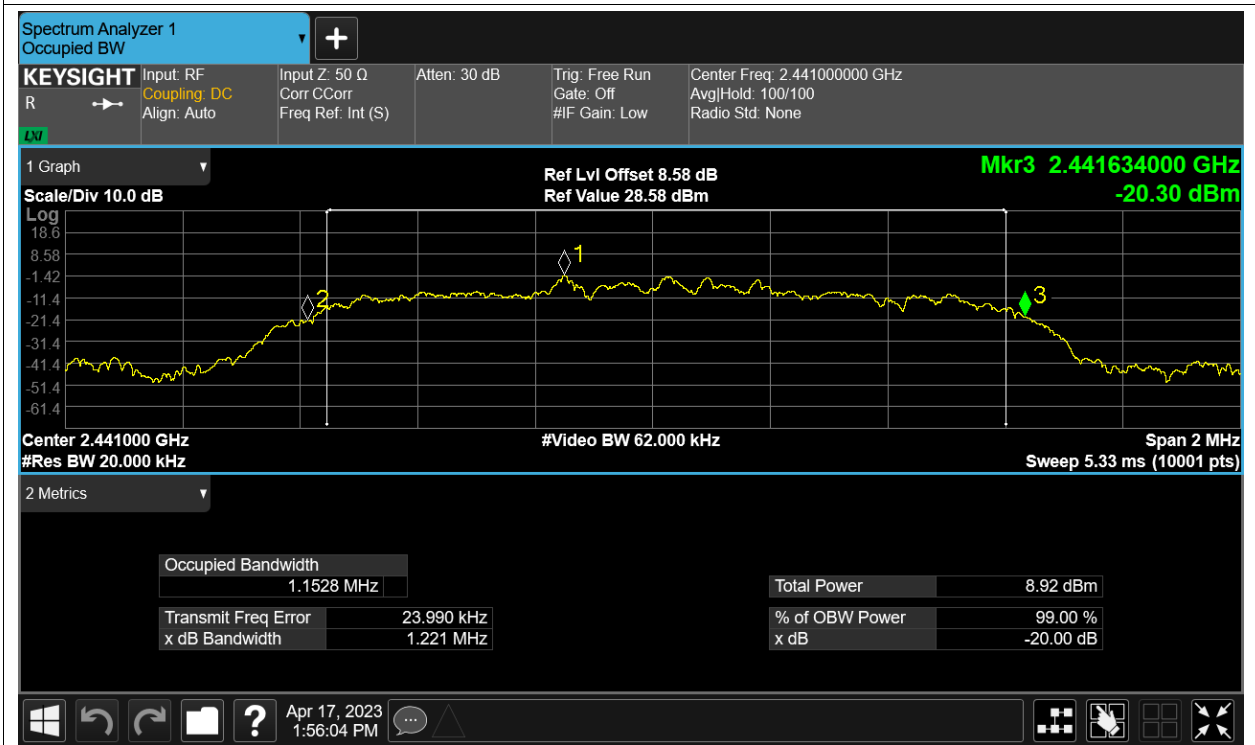 Spectrum Analyzer 1
Occupied BW
KEYSIGHT
R
LXI
Input: RF
Coupling: DC
Align: Auto
Input Z: 50 Ω
Corr CCorr
Freq Ref: Int (S)
Atten: 30 dB
Trig: Free Run
Gate: Off
#IF Gain: Low
Center Freq: 2.441000000 GHz
Avg|Hold: 100/100
Radio Std: None
1 Graph
Scale/Div 10.0 dB
Ref Lvl Offset 8.58 dB
Ref Value 28.58 dBm
Mkr3 2.441634000 GHz
-20.30 dBm
Log
18.6
8.58
-1.42
-11.4
-21.4
-31.4
-41.4
-51.4
-61.4
1
2
3
Center 2.441000 GHz
#Res BW 20.000 kHz
#Video BW 62.000 kHz
Span 2 MHz
Sweep 5.33 ms (10001 pts)
2 Metrics
Occupied Bandwidth
1.1528 MHz
Transmit Freq Error 23.990 kHz
x dB Bandwidth 1.221 MHz
Total Power 8.92 dBm
% of OBW Power 99.00 %
x dB -20.00 dB
?
Apr 17, 2023
1:56:04 PM